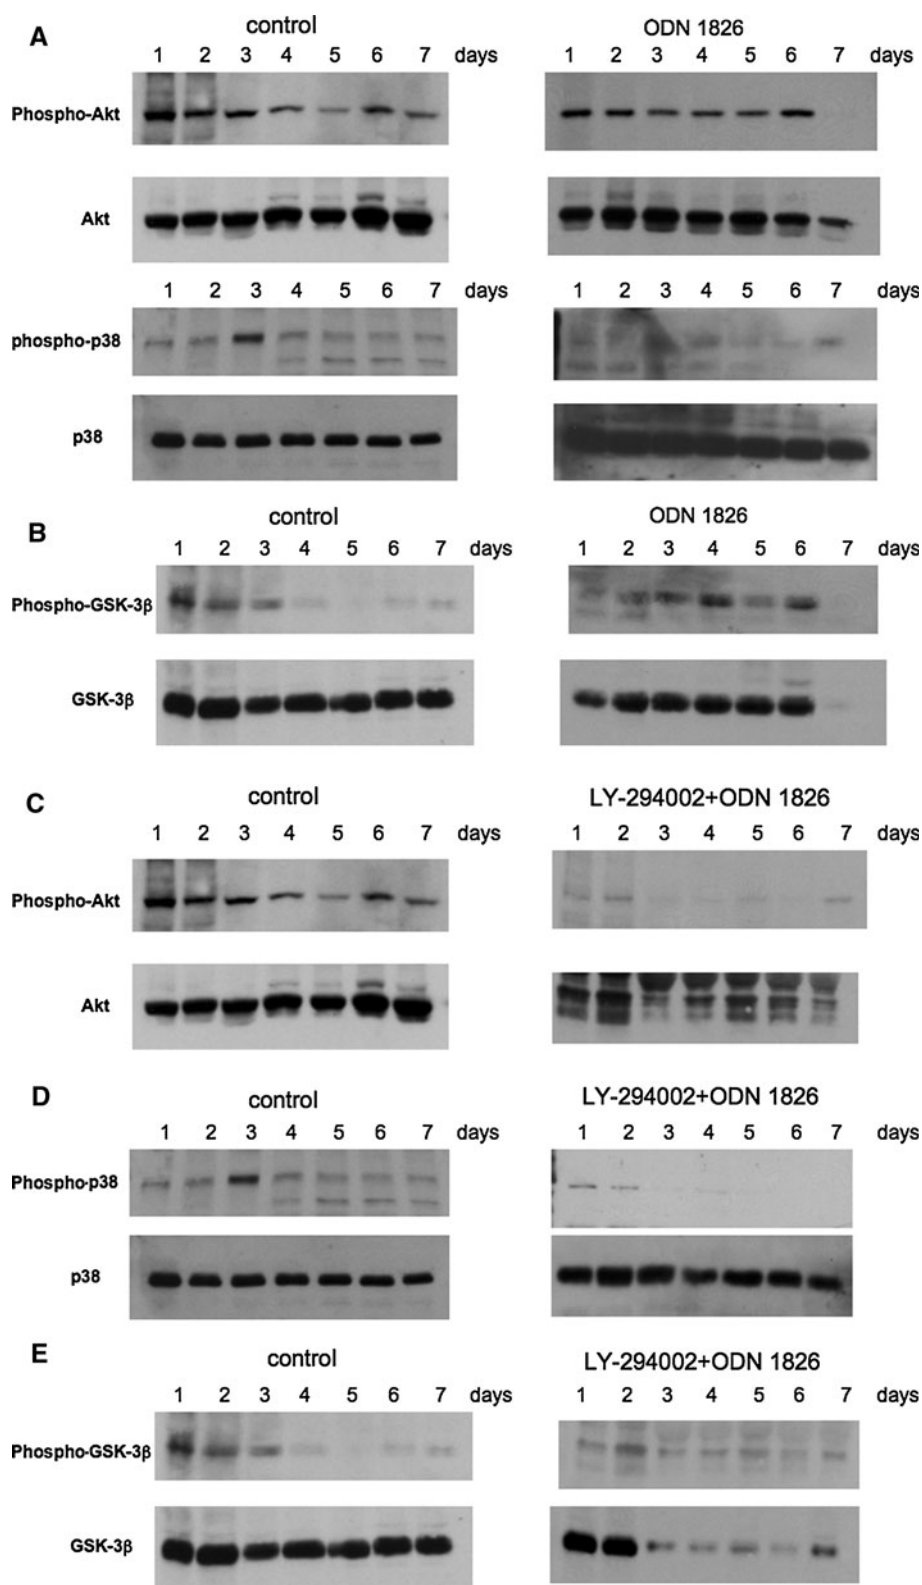 A
control
ODN 1826
1 2 3 4 5 6 7 days
1 2 3 4 5 6 7 days
Phospho-Akt
Akt
1 2 3 4 5 6 7 days
1 2 3 4 5 6 7 days
phospho-p38
p38
B
control
ODN 1826
1 2 3 4 5 6 7 days
1 2 3 4 5 6 7 days
Phospho-GSK-3β
GSK-3β
C
control
LY-294002+ODN 1826
1 2 3 4 5 6 7 days
1 2 3 4 5 6 7 days
Phospho-Akt
Akt
D
control
LY-294002+ODN 1826
1 2 3 4 5 6 7 days
1 2 3 4 5 6 7 days
Phospho-p38
p38
E
control
LY-294002+ODN 1826
1 2 3 4 5 6 7 days
1 2 3 4 5 6 7 days
Phospho-GSK-3β
GSK-3β